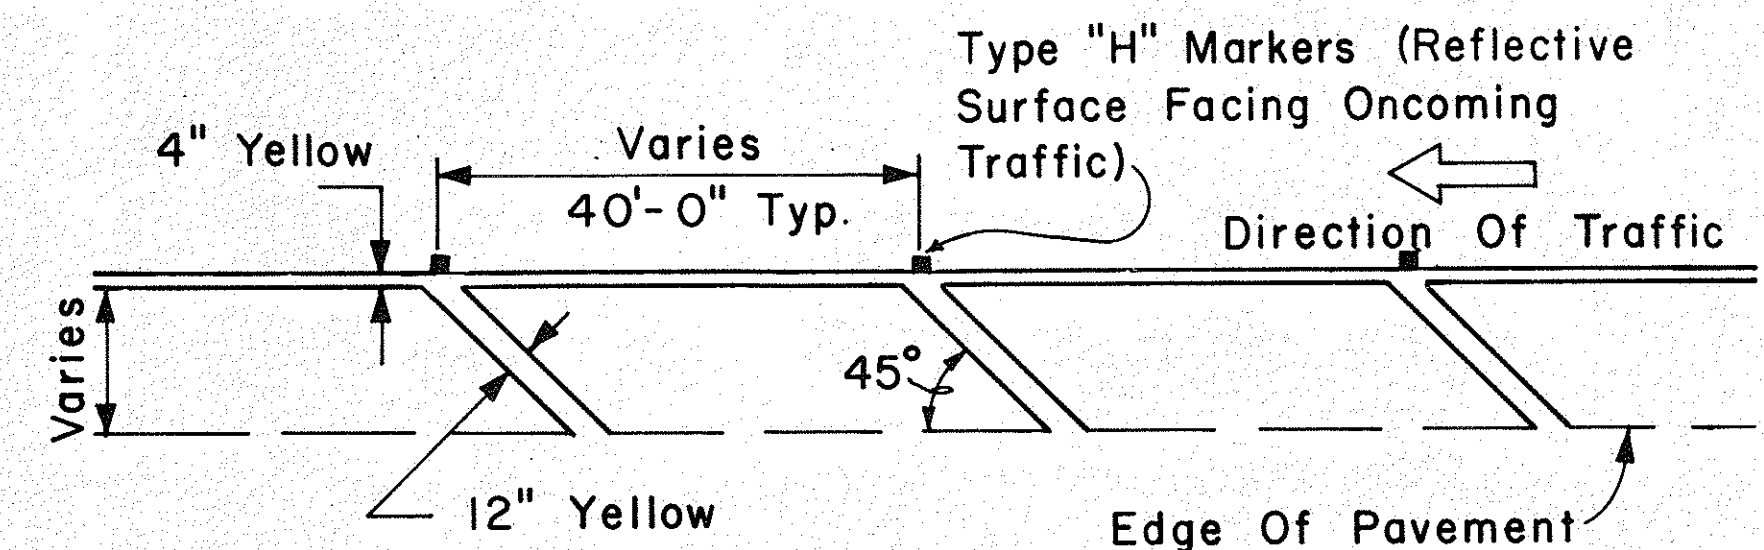 Type "H" Markers (Reflective
Surface Facing Oncoming
Traffic)
4" Yellow
Varies
40'-0" Typ.
Direction Of Traffic
Varies
45°
12" Yellow
Edge Of Pavement